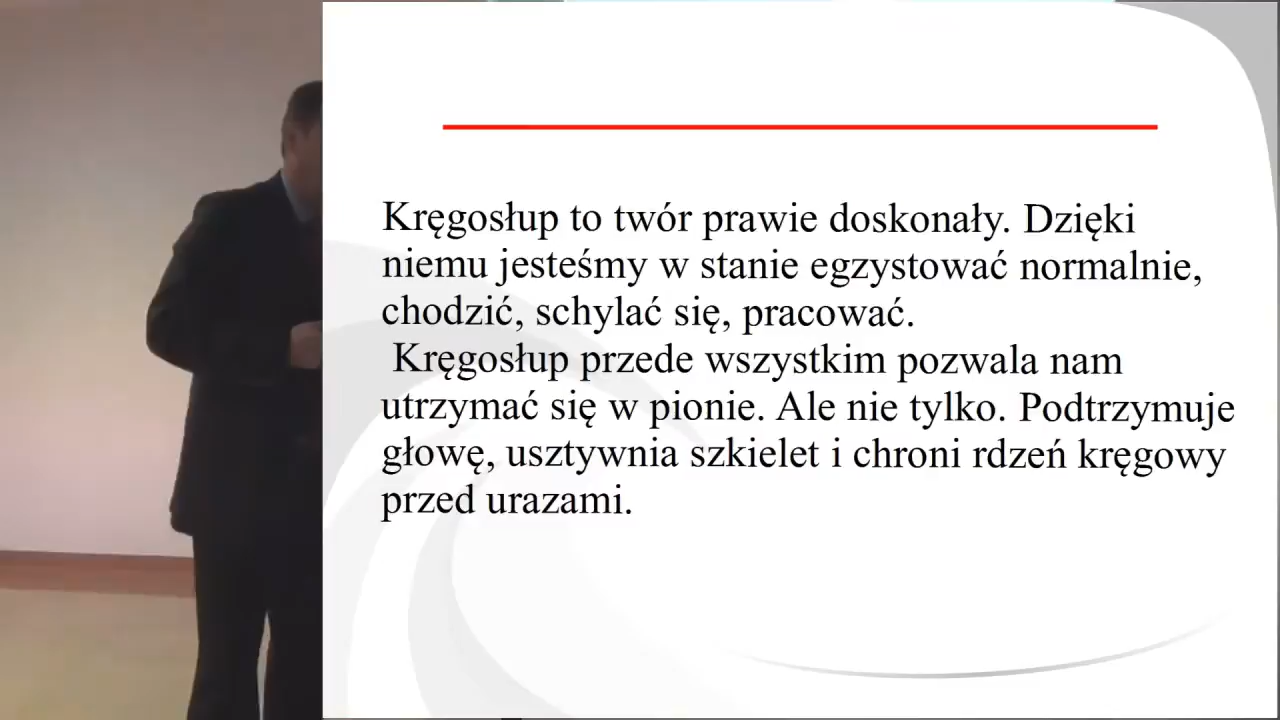 Kręgosłup to twór prawie doskonały. Dzięki
niemu jesteśmy w stanie egzystować normalnie,
chodzić, schylać się, pracować.
Kręgosłup przede wszystkim pozwala nam
utrzymać się w pionie. Ale nie tylko. Podtrzymuje
głowę, usztywnia szkielet i chroni rdzeń kręgowy
przed urazami.